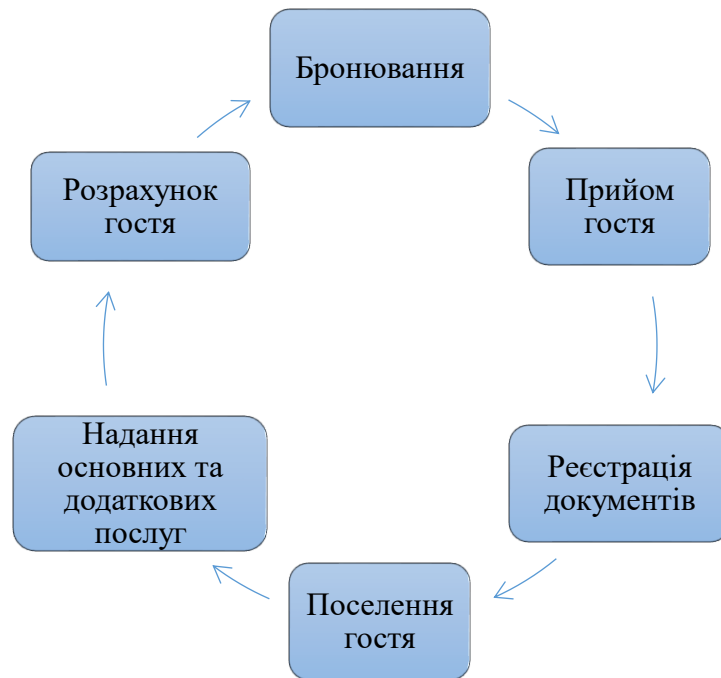 Бронювання
Прийом
гостя
Реєстрація
документів
Поселення
гостя
Надання
основних та
додаткових
послуг
Розрахунок
гостя